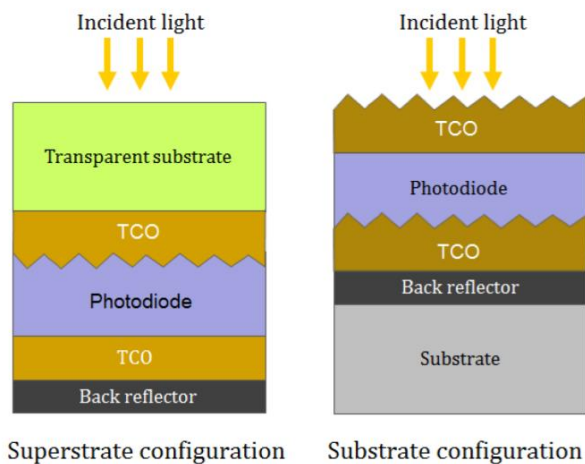 Incident light
Transparent substrate
TCO
Photodiode
TCO
Back reflector
Superstrate configuration
Incident light
TCO
Photodiode
TCO
Back reflector
Substrate
Substrate configuration